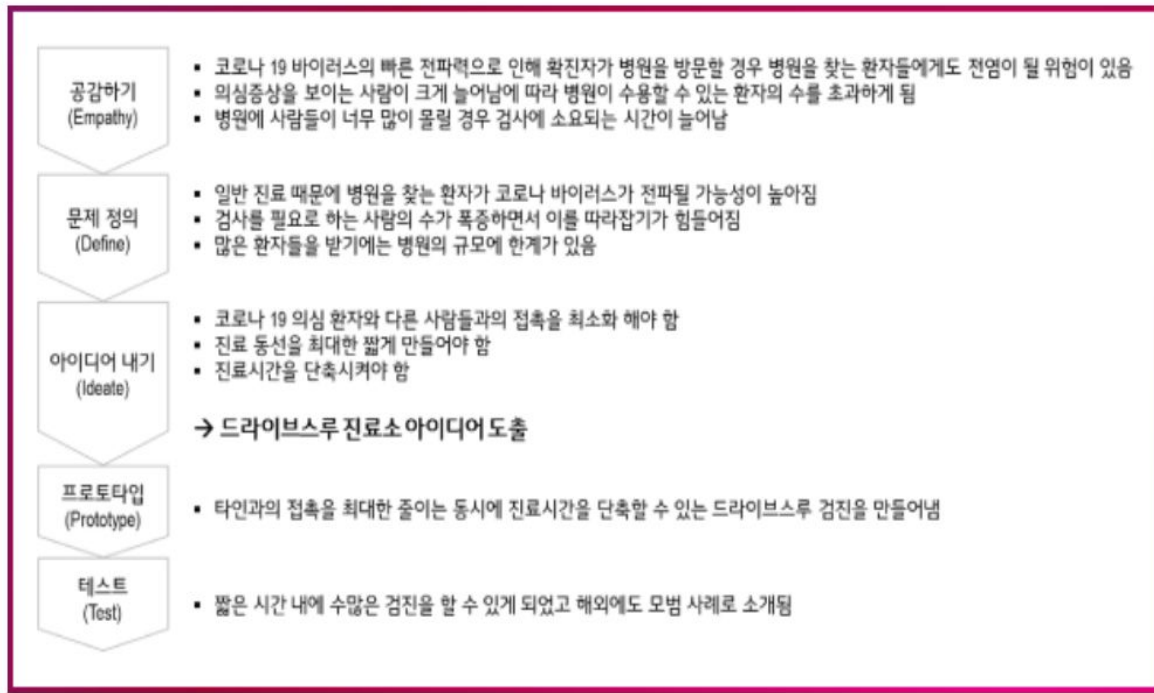 공감하기
(Empathy)
▪ 코로나 19 바이러스의 빠른 전파력으로 인해 확진자가 병원을 방문할 경우 병원을 찾는 환자들에게도 전염이 될 위험이 있음
▪ 의심증상을 보이는 사람이 크게 늘어남에 따라 병원이 수용할 수 있는 환자의 수를 초과하게 됨
▪ 병원에 사람들이 너무 많이 몰릴 경우 검사에 소요되는 시간이 늘어남
문제 정의
(Define)
▪ 일반 진료 때문에 병원을 찾는 환자가 코로나 바이러스가 전파될 가능성이 높아짐
▪ 검사를 필요로 하는 사람의 수가 폭증하면서 이를 따라잡기가 힘들어짐
▪ 많은 환자들을 받기에는 병원의 규모에 한계가 있음
아이디어 내기
(Ideate)
▪ 코로나 19 의심 환자와 다른 사람들과의 접촉을 최소화 해야 함
▪ 진료 동선을 최대한 짧게 만들어야 함
▪ 진료시간을 단축시켜야 함
→ 드라이브스루 진료소 아이디어 도출
프로토타입
(Prototype)
▪ 타인과의 접촉을 최대한 줄이는 동시에 진료시간을 단축할 수 있는 드라이브스루 검진을 만들어냄
테스트
(Test)
▪ 짧은 시간 내에 수많은 검진을 할 수 있게 되었고 해외에도 모범 사례로 소개됨